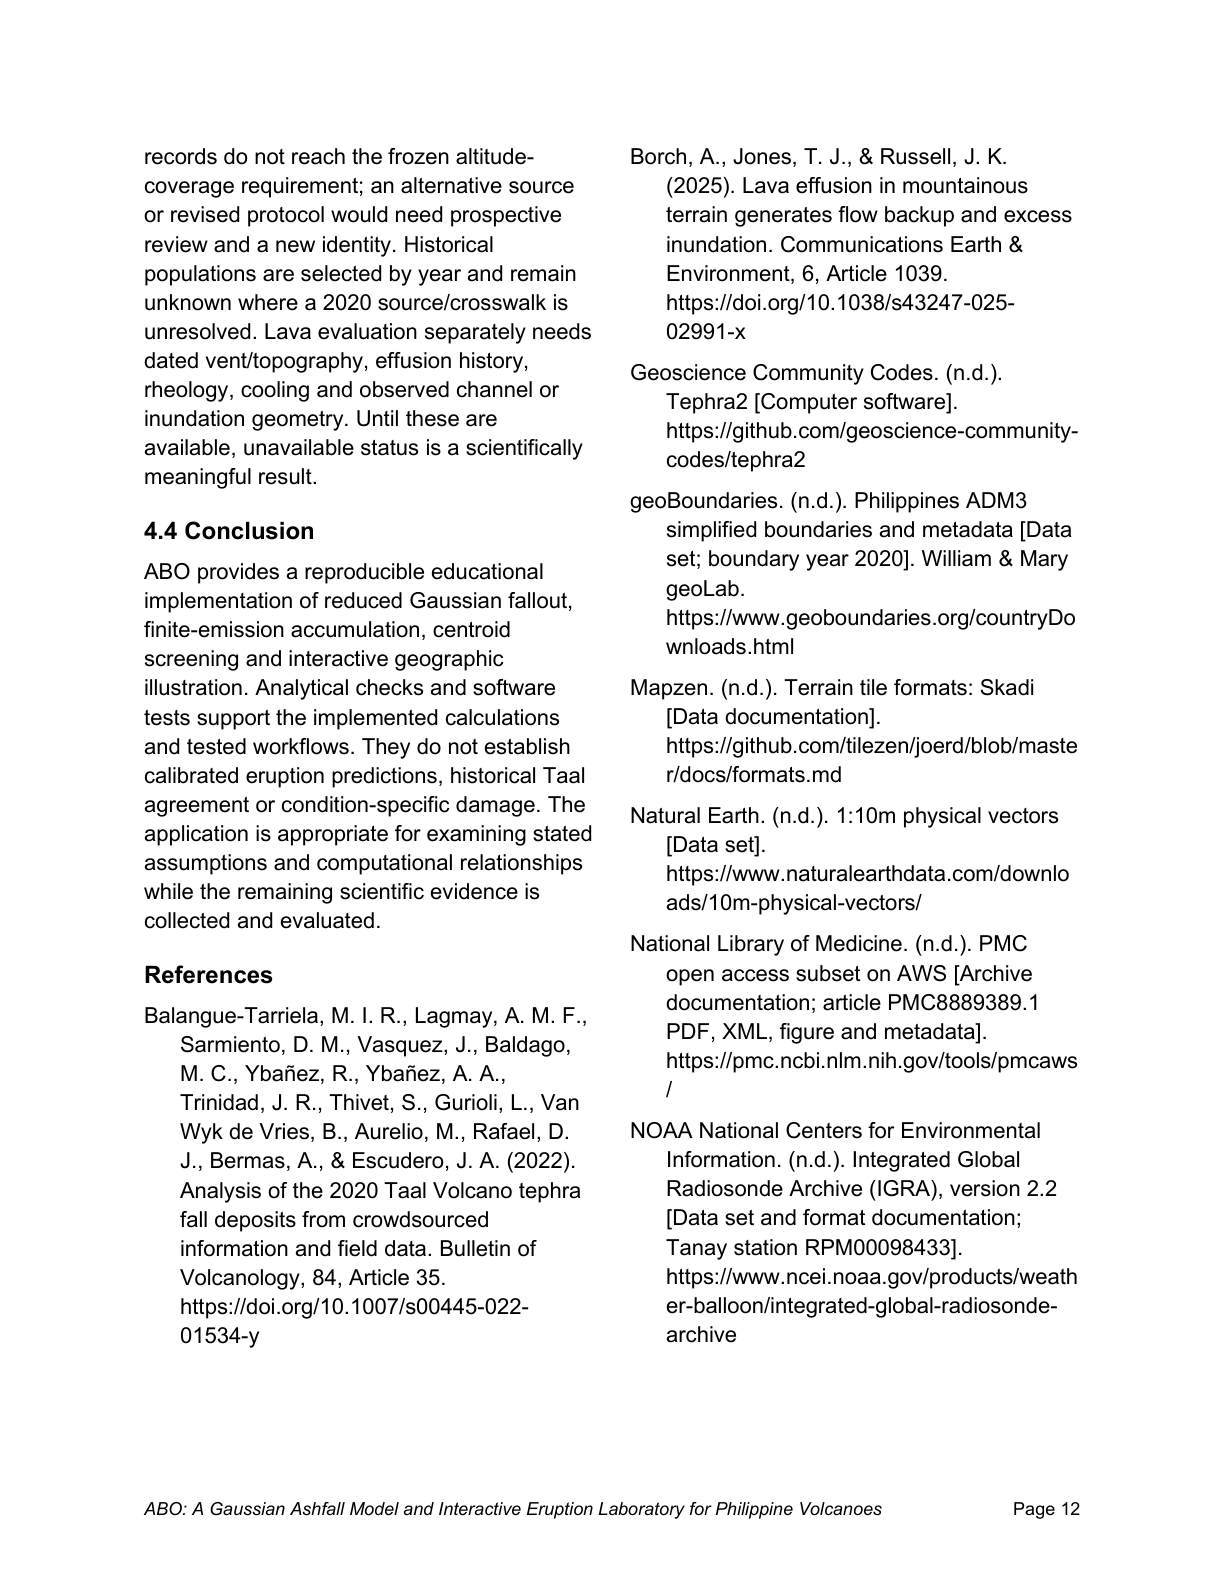 records do not reach the frozen altitude-
coverage requirement; an alternative source
or revised protocol would need prospective
review and a new identity. Historical
populations are selected by year and remain
unknown where a 2020 source/crosswalk is
unresolved. Lava evaluation separately needs
dated vent/topography, effusion history,
rheology, cooling and observed channel or
inundation geometry. Until these are
available, unavailable status is a scientifically
meaningful result.
4.4 Conclusion
ABO provides a reproducible educational
implementation of reduced Gaussian fallout,
finite-emission accumulation, centroid
screening and interactive geographic
illustration. Analytical checks and software
tests support the implemented calculations
and tested workflows. They do not establish
calibrated eruption predictions, historical Taal
agreement or condition-specific damage. The
application is appropriate for examining stated
assumptions and computational relationships
while the remaining scientific evidence is
collected and evaluated.
References
Balangue-Tarriela, M. I. R., Lagmay, A. M. F.,
Sarmiento, D. M., Vasquez, J., Baldago,
M. C., Ybañez, R., Ybañez, A. A.,
Trinidad, J. R., Thivet, S., Gurioli, L., Van
Wyk de Vries, B., Aurelio, M., Rafael, D.
J., Bermas, A., & Escudero, J. A. (2022).
Analysis of the 2020 Taal Volcano tephra
fall deposits from crowdsourced
information and field data. Bulletin of
Volcanology, 84, Article 35.
https://doi.org/10.1007/s00445-022-
01534-y
Borch, A., Jones, T. J., & Russell, J. K.
(2025). Lava effusion in mountainous
terrain generates flow backup and excess
inundation. Communications Earth &
Environment, 6, Article 1039.
https://doi.org/10.1038/s43247-025-
02991-x
Geoscience Community Codes. (n.d.).
Tephra2 [Computer software].
https://github.com/geoscience-community-
codes/tephra2
geoBoundaries. (n.d.). Philippines ADM3
simplified boundaries and metadata [Data
set; boundary year 2020]. William & Mary
geoLab.
https://www.geoboundaries.org/countryDo
wnloads.html
Mapzen. (n.d.). Terrain tile formats: Skadi
[Data documentation].
https://github.com/tilezen/joerd/blob/maste
r/docs/formats.md
Natural Earth. (n.d.). 1:10m physical vectors
[Data set].
https://www.naturalearthdata.com/downlo
ads/10m-physical-vectors/
National Library of Medicine. (n.d.). PMC
open access subset on AWS [Archive
documentation; article PMC8889389.1
PDF, XML, figure and metadata].
https://pmc.ncbi.nlm.nih.gov/tools/pmcaws
/
NOAA National Centers for Environmental
Information. (n.d.). Integrated Global
Radiosonde Archive (IGRA), version 2.2
[Data set and format documentation;
Tanay station RPM00098433].
https://www.ncei.noaa.gov/products/weath
er-balloon/integrated-global-radiosonde-
archive
ABO: A Gaussian Ashfall Model and Interactive Eruption Laboratory for Philippine Volcanoes Page 12